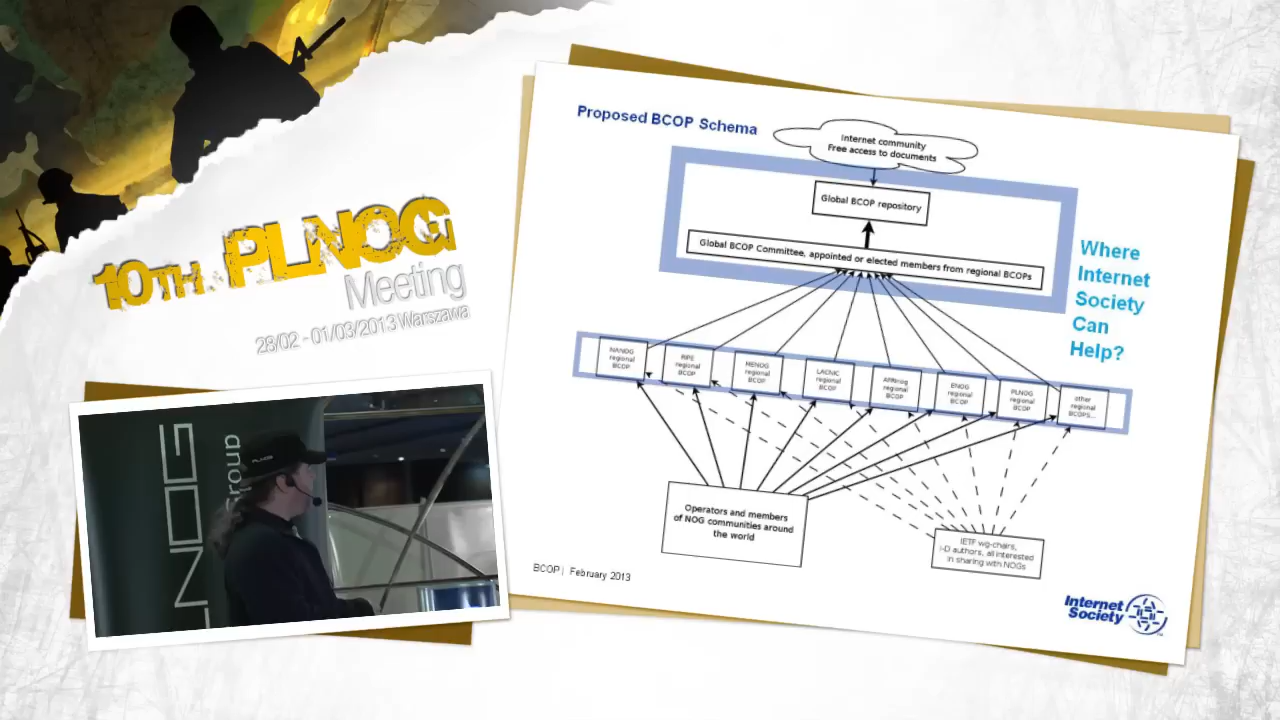 10TH PLNOG
Meeting
28/02 - 01/03/2013 Warszawa
Proposed BCOP Schema
Internet community
Free access to documents
Global BCOP repository
Global BCOP Committee, appointed or elected members from regional BCOPs
Where
Internet
Society
Can
Help?
NANOG
regional
BCOP
RIPE
regional
BCOP
MENOG
regional
BCOP
LACNIC
regional
BCOP
AFRInog
regional
BCOP
ENOG
regional
BCOP
PLNOG
regional
BCOP
other
regional
BCOPS...
Operators and members
of NOG communities around
the world
IETF wg-chairs,
I-D authors, all interested
in sharing with NOGs
BCOP | February 2013
Internet
Society
LNOG
Group
PLNOG